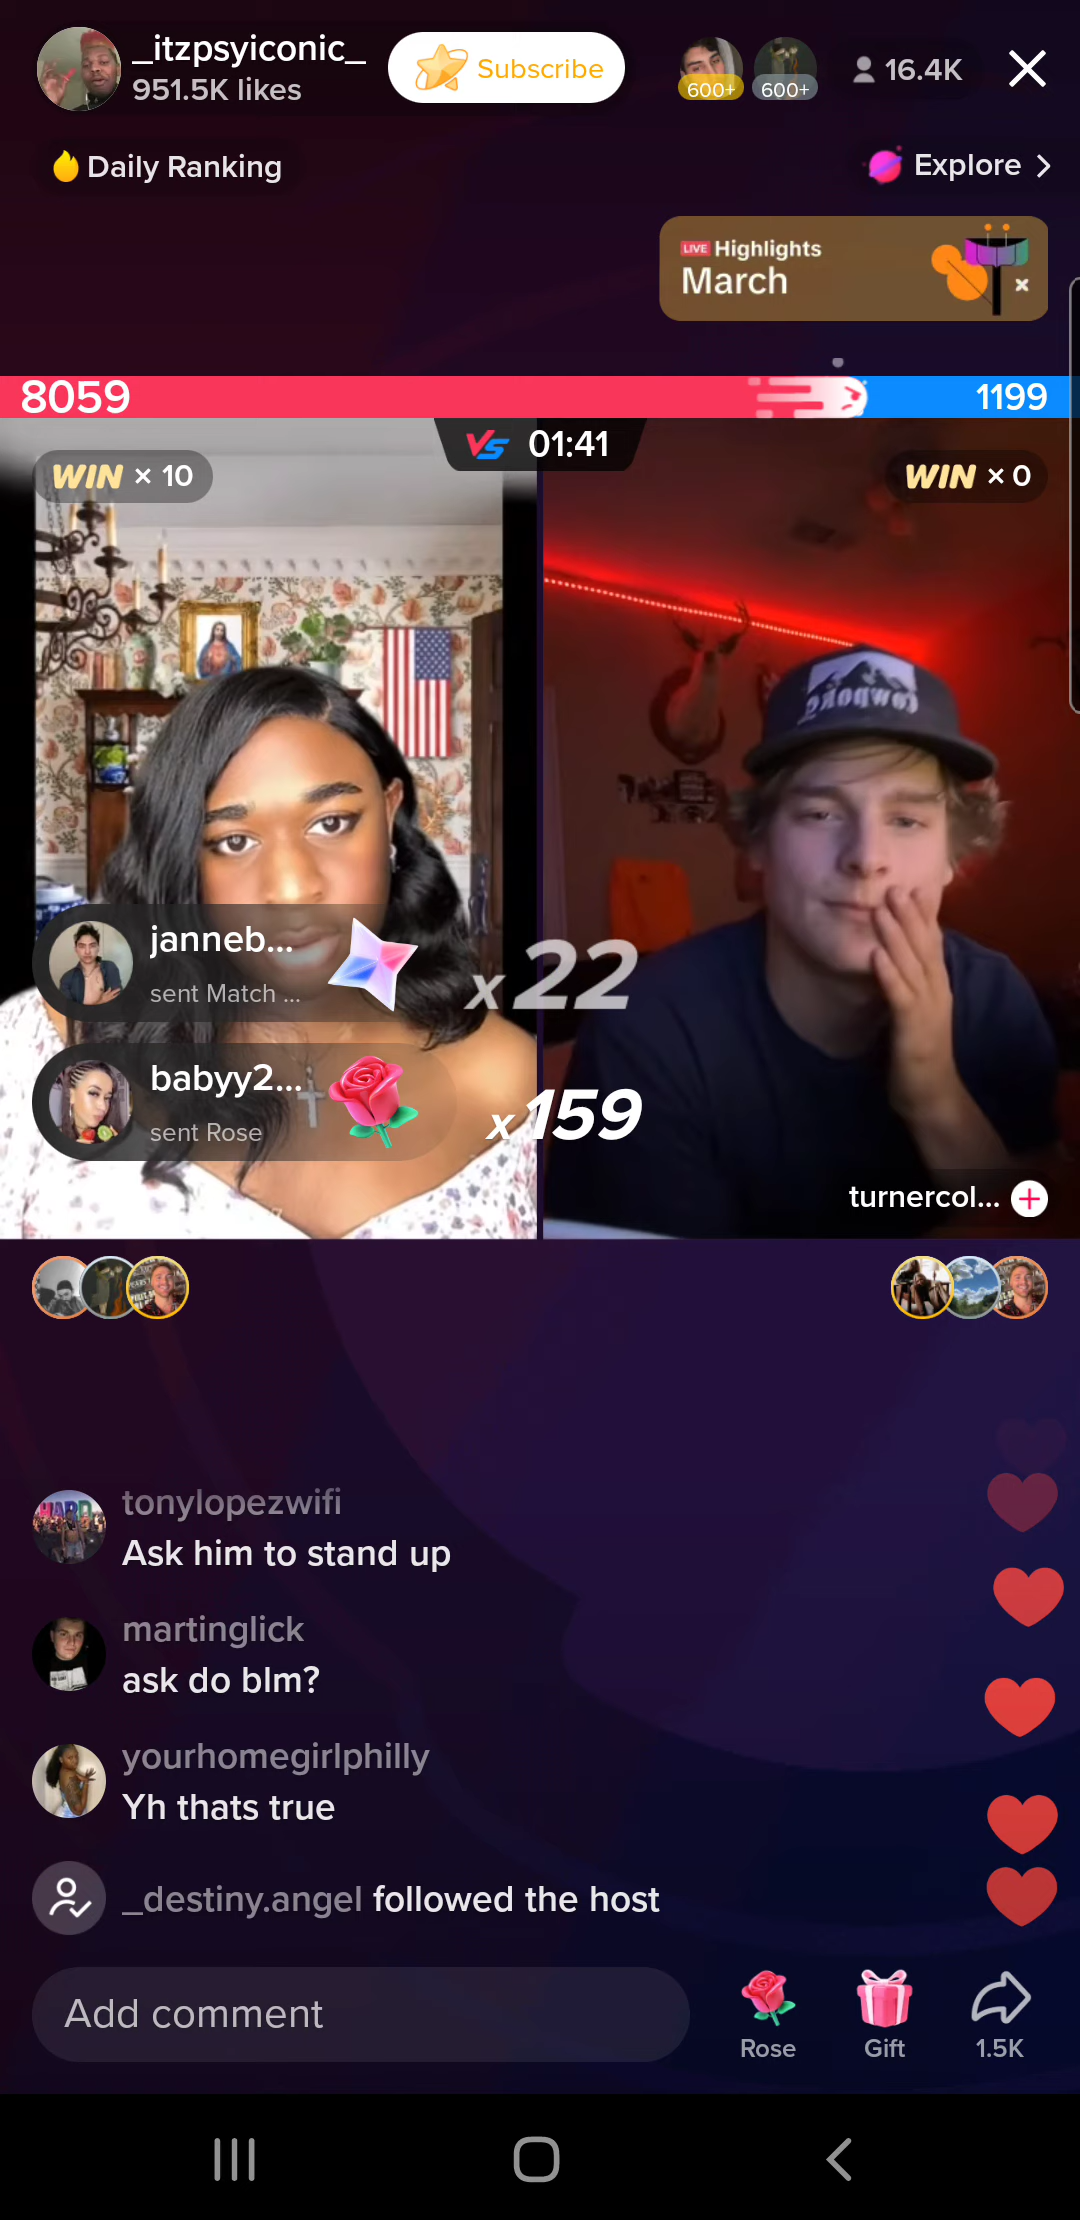 _itzpsyiconic_
951.5K likes
Subscribe
600+
600+
16.4K
Daily Ranking
Explore
LIVE Highlights
March
8059
1199
VS 01:41
WIN × 10
WIN × 0
janneb...
sent Match ...
x22
babyy2...
sent Rose
x159
turnercol...
tonylopezwifi
Ask him to stand up
martinglick
ask do blm?
yourhomegirlphilly
Yh thats true
_destiny.angel followed the host
Add comment
Rose
Gift
1.5K